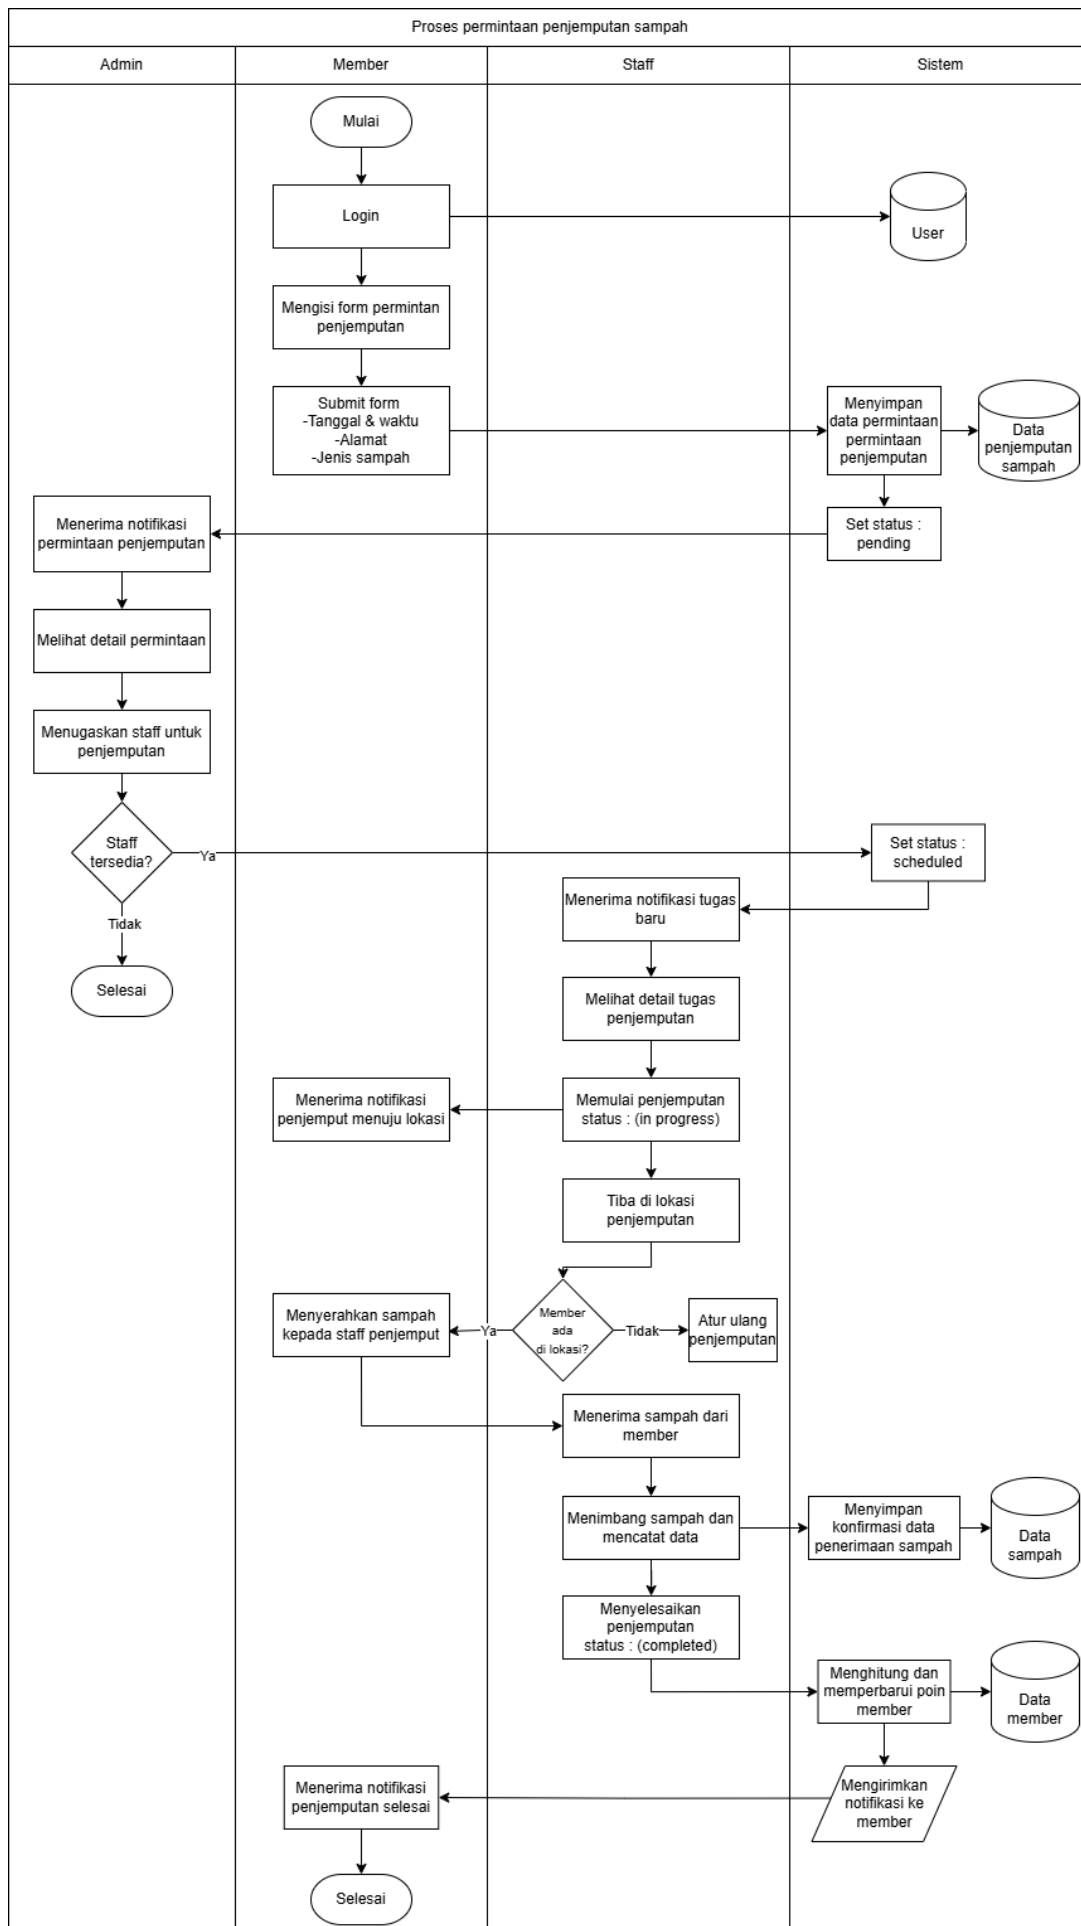 Proses permintaan penjemputan sampah
Admin
Member
Staff
Sistem
Mulai
Login
User
Mengisi form permintan
penjemputan
Submit form
-Tanggal & waktu
-Alamat
-Jenis sampah
Menyimpan
data permintaan
permintaan
penjemputan
Data
penjemputan
sampah
Menerima notifikasi
permintaan penjemputan
Set status :
pending
Melihat detail permintaan
Menugaskan staff untuk
penjemputan
Staff
tersedia?
Ya
Set status :
scheduled
Tidak
Selesai
Menerima notifikasi tugas
baru
Melihat detail tugas
penjemputan
Menerima notifikasi
penjemput menuju lokasi
Memulai penjemputan
status : (in progress)
Tiba di lokasi
penjemputan
Menyerahkan sampah
kepada staff penjemput
Ya
Member
ada
di lokasi?
Tidak
Atur ulang
penjemputan
Menerima sampah dari
member
Menimbang sampah dan
mencatat data
Menyimpan
konfirmasi data
penerimaan sampah
Data
sampah
Menyelesaikan
penjemputan
status : (completed)
Menghitung dan
memperbarui poin
member
Data
member
Menerima notifikasi
penjemputan selesai
Mengirimkan
notifikasi ke
member
Selesai